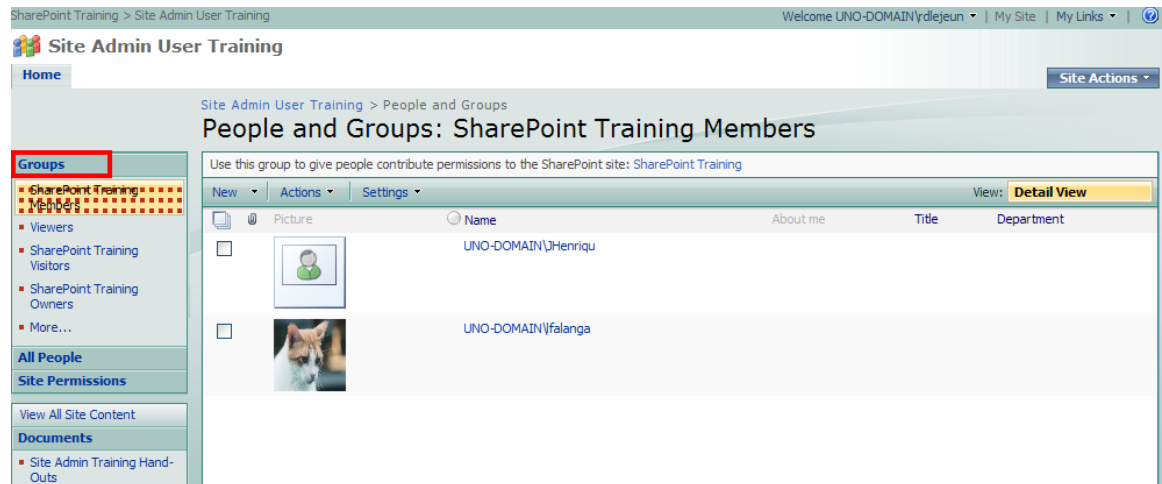 SharePoint Training > Site Admin User Training
Welcome UNO-DOMAIN\rdlejeun | My Site | My Links |
Site Admin User Training
Home
Site Actions
Site Admin User Training > People and Groups
People and Groups: SharePoint Training Members
Groups
SharePoint Training
Members
Viewers
SharePoint Training
Visitors
SharePoint Training
Owners
More...
All People
Site Permissions
View All Site Content
Documents
Site Admin Training Hand-
Outs
Use this group to give people contribute permissions to the SharePoint site: SharePoint Training
New Actions Settings View: Detail View
Picture Name About me Title Department
UNO-DOMAIN\JHenriqu
UNO-DOMAIN\lfalanga